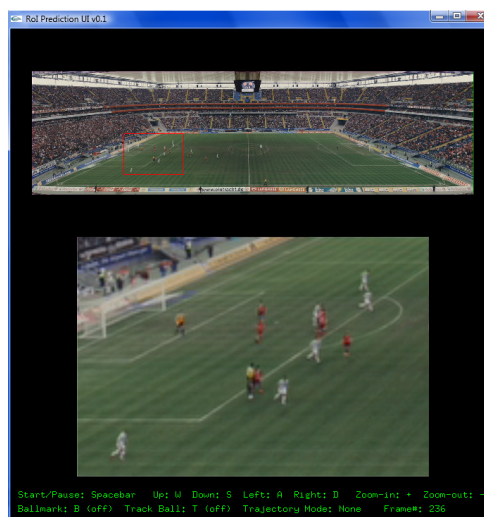 RoI Prediction UI v0.1
Start/Pause: Spacebar Up: W Down: S Left: A Right: D Zoom-in: + Zoom-out: -
Ballmark: B (off) Track Ball: T (off) Trajectory Mode: None Frame#: 236